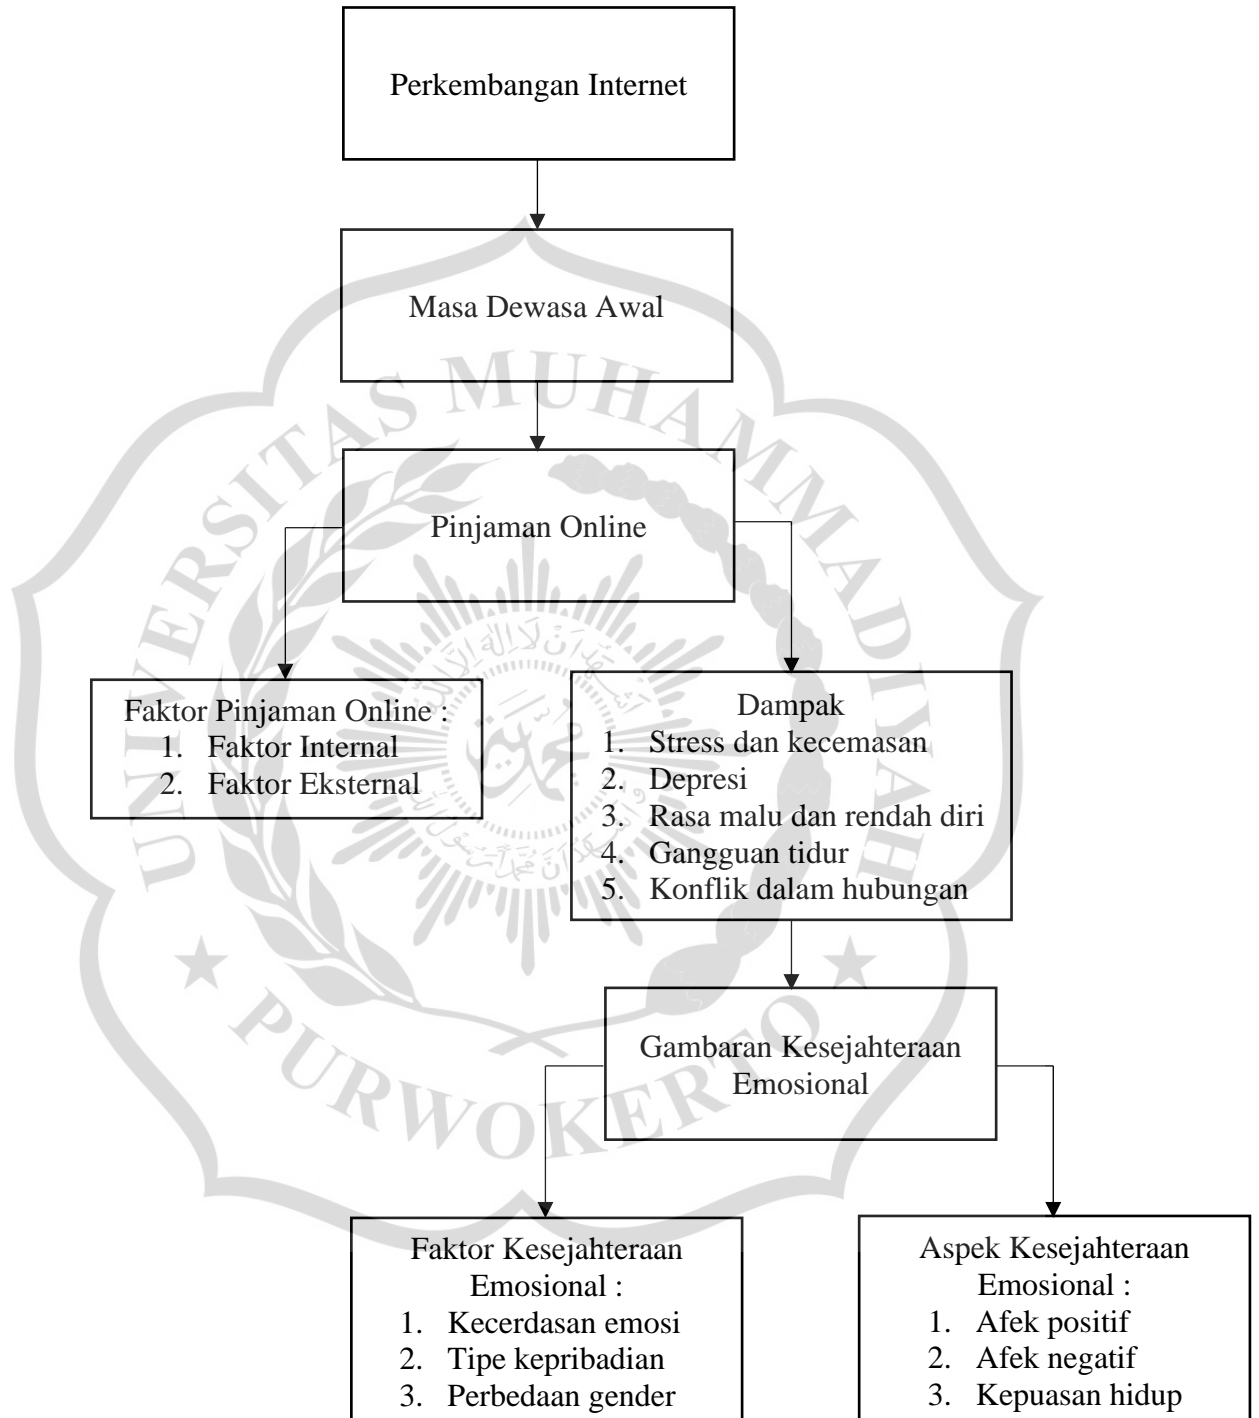 Perkembangan Internet
Masa Dewasa Awal
Pinjaman Online
Faktor Pinjaman Online :
1. Faktor Internal
2. Faktor Eksternal
Dampak
1. Stress dan kecemasan
2. Depresi
3. Rasa malu dan rendah diri
4. Gangguan tidur
5. Konflik dalam hubungan
Gambaran Kesejahteraan
Emosional
Faktor Kesejahteraan
Emosional :
1. Kecerdasan emosi
2. Tipe kepribadian
3. Perbedaan gender
Aspek Kesejahteraan
Emosional :
1. Afek positif
2. Afek negatif
3. Kepuasan hidup
UNIVERSITAS MUHAMMADIYAH
PURWOKERTO